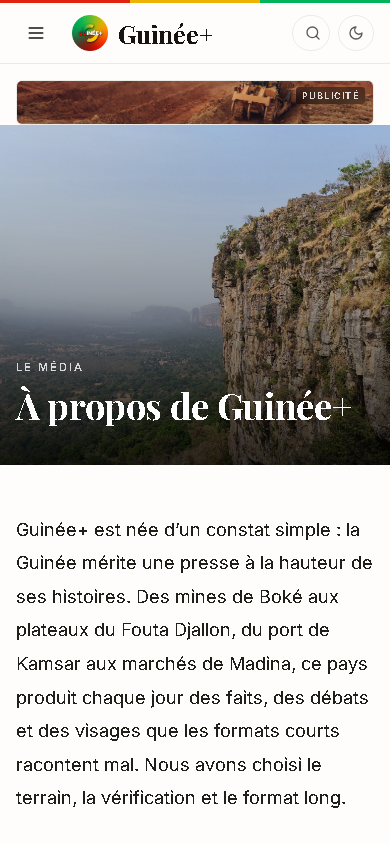 GUINÉE+
Guinée+
PUBLICITÉ
LE MÉDIA
À propos de Guinée+
Guinée+ est née d’un constat simple : la
Guinée mérite une presse à la hauteur de
ses histoires. Des mines de Boké aux
plateaux du Fouta Djallon, du port de
Kamsar aux marchés de Madina, ce pays
produit chaque jour des faits, des débats
et des visages que les formats courts
racontent mal. Nous avons choisi le
terrain, la vérification et le format long.